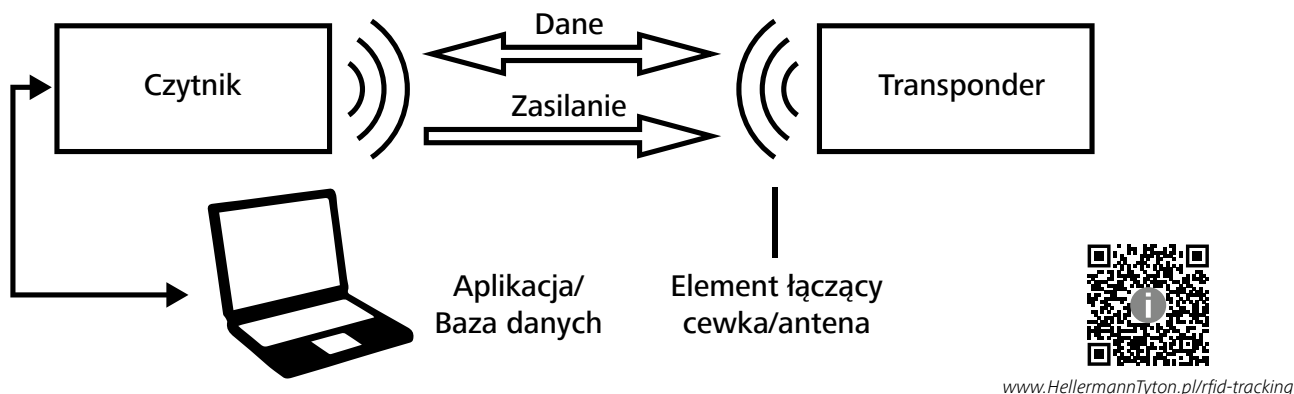 Dane
Czytnik
Transponder
Zasilanie
Aplikacja/
Baza danych
Element łączący
cewka/antena
i
www.HellermannTyton.pl/rfid-tracking